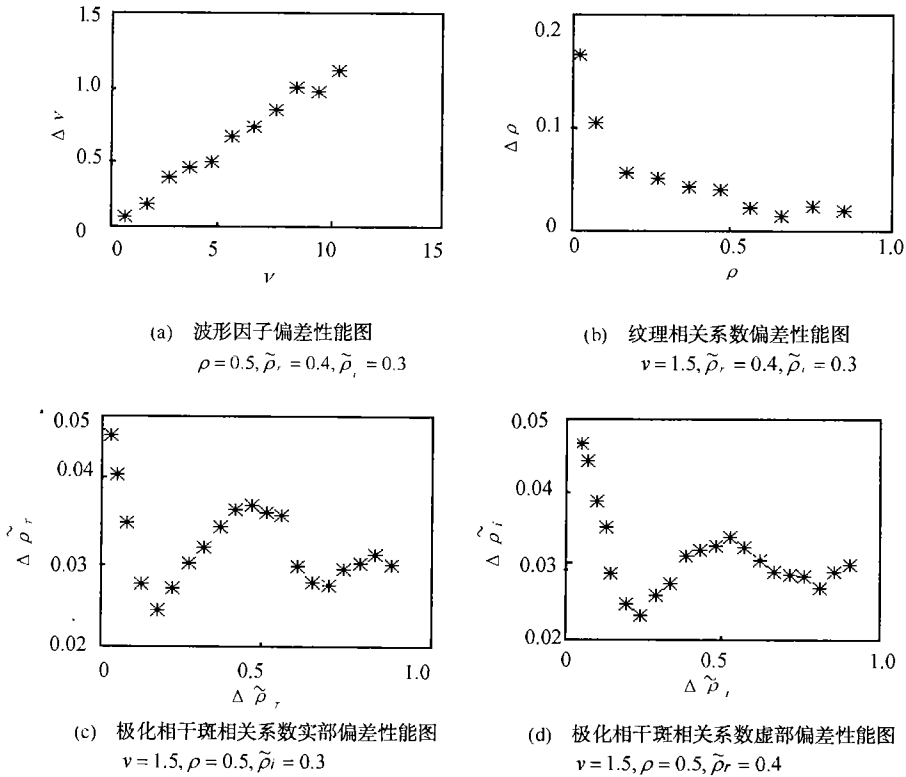 1.5
1.0
0.5
0
Δ ν
0 5 10 15
ν
(a) 波形因子偏差性能图
ρ = 0.5, ρ̃r = 0.4, ρ̃ι = 0.3
0.2
0.1
0
Δ ρ
0 0.5 1.0
ρ
(b) 纹理相关系数偏差性能图
ν = 1.5, ρ̃r = 0.4, ρ̃ι = 0.3
0.05
0.04
0.03
0.02
Δ ρ̃ r
0 0.5 1.0
Δ ρ̃ r
(c) 极化相干斑相关系数实部偏差性能图
ν = 1.5, ρ = 0.5, ρ̃i = 0.3
0.05
0.04
0.03
0.02
Δ ρ̃ i
0 0.5 1.0
Δ ρ̃ ι
(d) 极化相干斑相关系数虚部偏差性能图
ν = 1.5, ρ = 0.5, ρ̃r = 0.4